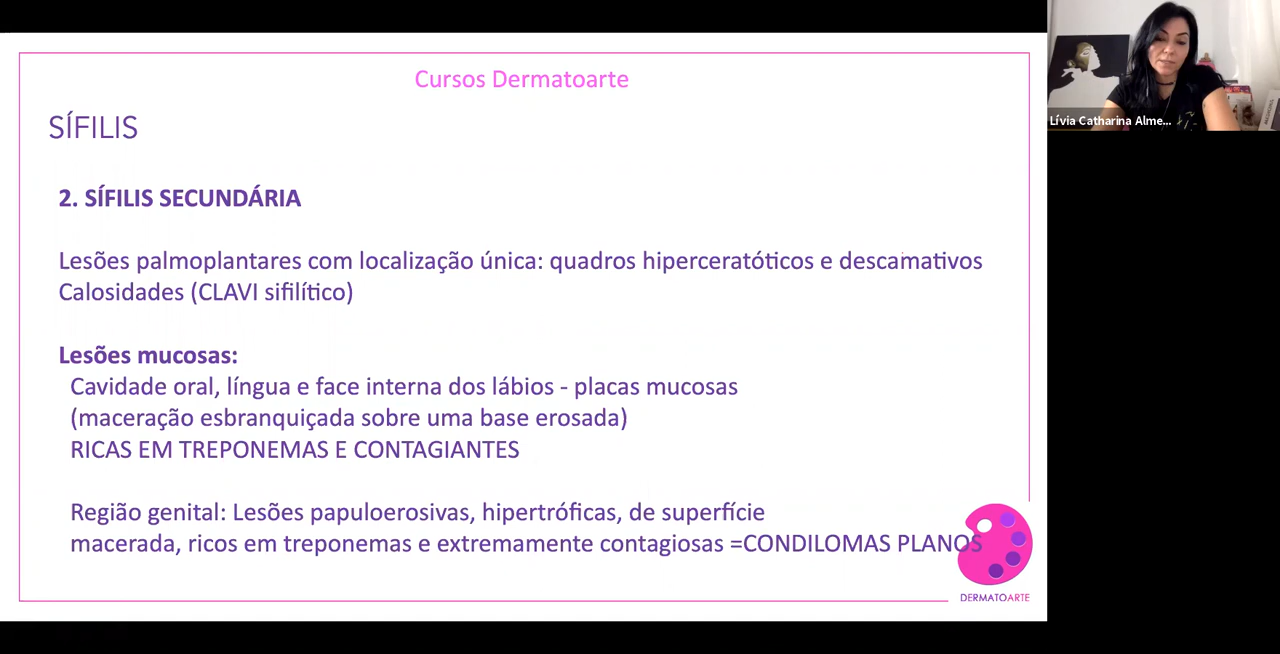 Cursos Dermatoarte
SÍFILIS
2. SÍFILIS SECUNDÁRIA
Lesões palmoplantares com localização única: quadros hiperceratóticos e descamativos
Calosidades (CLAVI sifilítico)
Lesões mucosas:
Cavidade oral, língua e face interna dos lábios - placas mucosas
(maceração esbranquiçada sobre uma base erosada)
RICAS EM TREPONEMAS E CONTAGIANTES
Região genital: Lesões papuloerosivas, hipertróficas, de superfície
macerada, ricos em treponemas e extremamente contagiosas =CONDILOMAS PLANOS
DERMATOARTE
Lívia Catharina Alme...